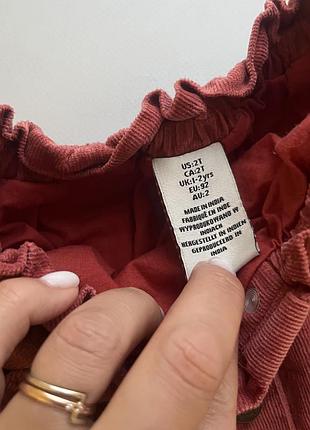 US:2T
CA:2T
UK:1-2yrs
EU:92
AU:2
MADE IN INDIA
FABRIQUÉ EN INDE
WYPRODUKOWANO W
INDIACH
HERGESTELLT IN INDIEN
GEPRODUCEERD IN
INDIA